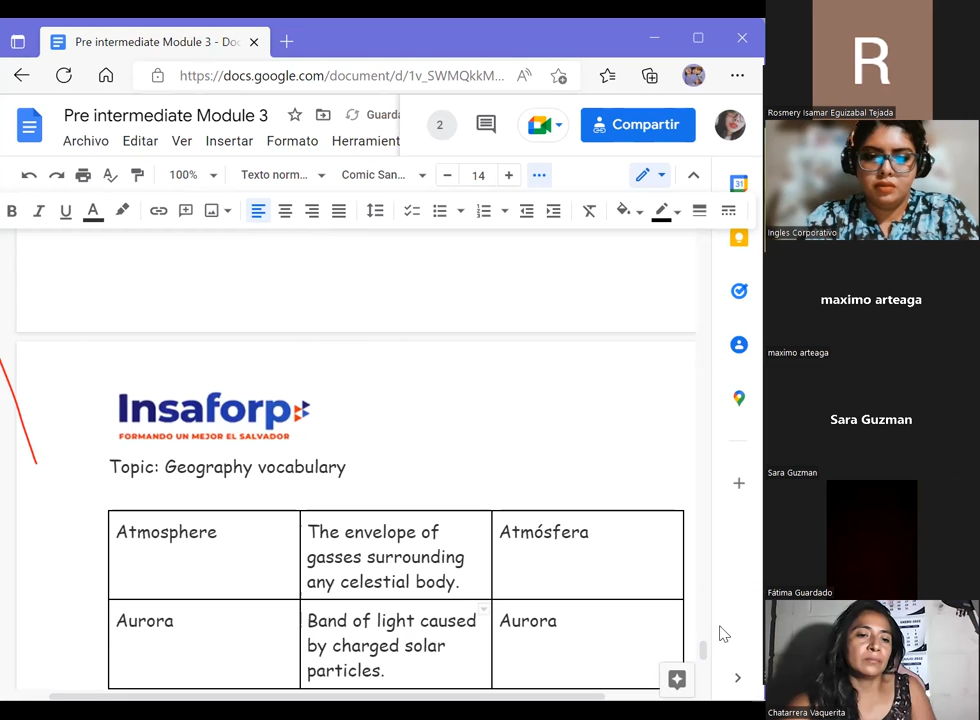 Pre intermediate Module 3 - Doc
https://docs.google.com/document/d/1v_SWMQkkM...
Pre intermediate Module 3
Guarda
2
Compartir
Archivo Editar Ver Insertar Formato Herramient
100% Texto norm... Comic San... 14
Insaforp
FORMANDO UN MEJOR EL SALVADOR
Topic: Geography vocabulary
Atmosphere
The envelope of
gasses surrounding
any celestial body.
Atmósfera
Aurora
Band of light caused
by charged solar
particles.
Aurora
R
Rosmery Isamar Eguizabal Tejada
Ingles Corporativo
maximo arteaga
maximo arteaga
Sara Guzman
Sara Guzman
Fátima Guardado
Chatarrera Vaquerita